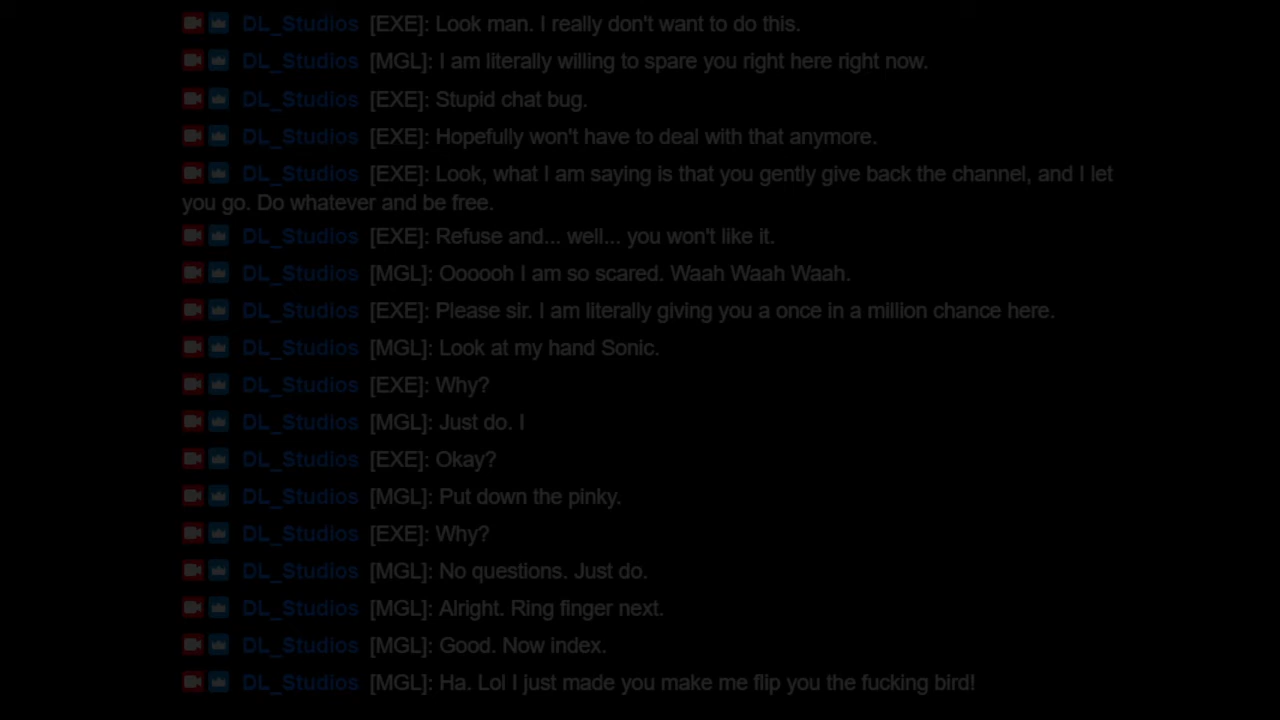 DL_Studios [EXE]: Look man. I really don't want to do this.
DL_Studios [MGL]: I am literally willing to spare you right here right now.
DL_Studios [EXE]: Stupid chat bug.
DL_Studios [EXE]: Hopefully won't have to deal with that anymore.
DL_Studios [EXE]: Look, what I am saying is that you gently give back the channel, and I let
you go. Do whatever and be free.
DL_Studios [EXE]: Refuse and... well... you won't like it.
DL_Studios [MGL]: Oooooh I am so scared. Waah Waah Waah.
DL_Studios [EXE]: Please sir. I am literally giving you a once in a million chance here.
DL_Studios [MGL]: Look at my hand Sonic.
DL_Studios [EXE]: Why?
DL_Studios [MGL]: Just do. I
DL_Studios [EXE]: Okay?
DL_Studios [MGL]: Put down the pinky.
DL_Studios [EXE]: Why?
DL_Studios [MGL]: No questions. Just do.
DL_Studios [MGL]: Alright. Ring finger next.
DL_Studios [MGL]: Good. Now index.
DL_Studios [MGL]: Ha. Lol I just made you make me flip you the fucking bird!